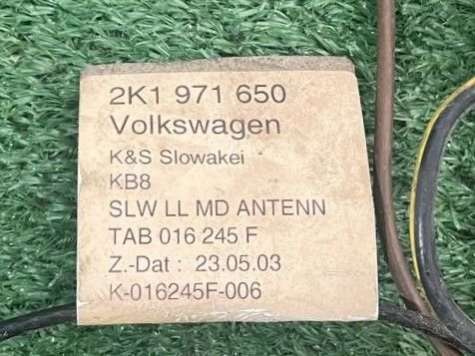 2K1 971 650
Volkswagen
K&S Slowakei
KB8
SLW LL MD ANTENN
TAB 016 245 F
Z.-Dat : 23.05.03
K-016245F-006